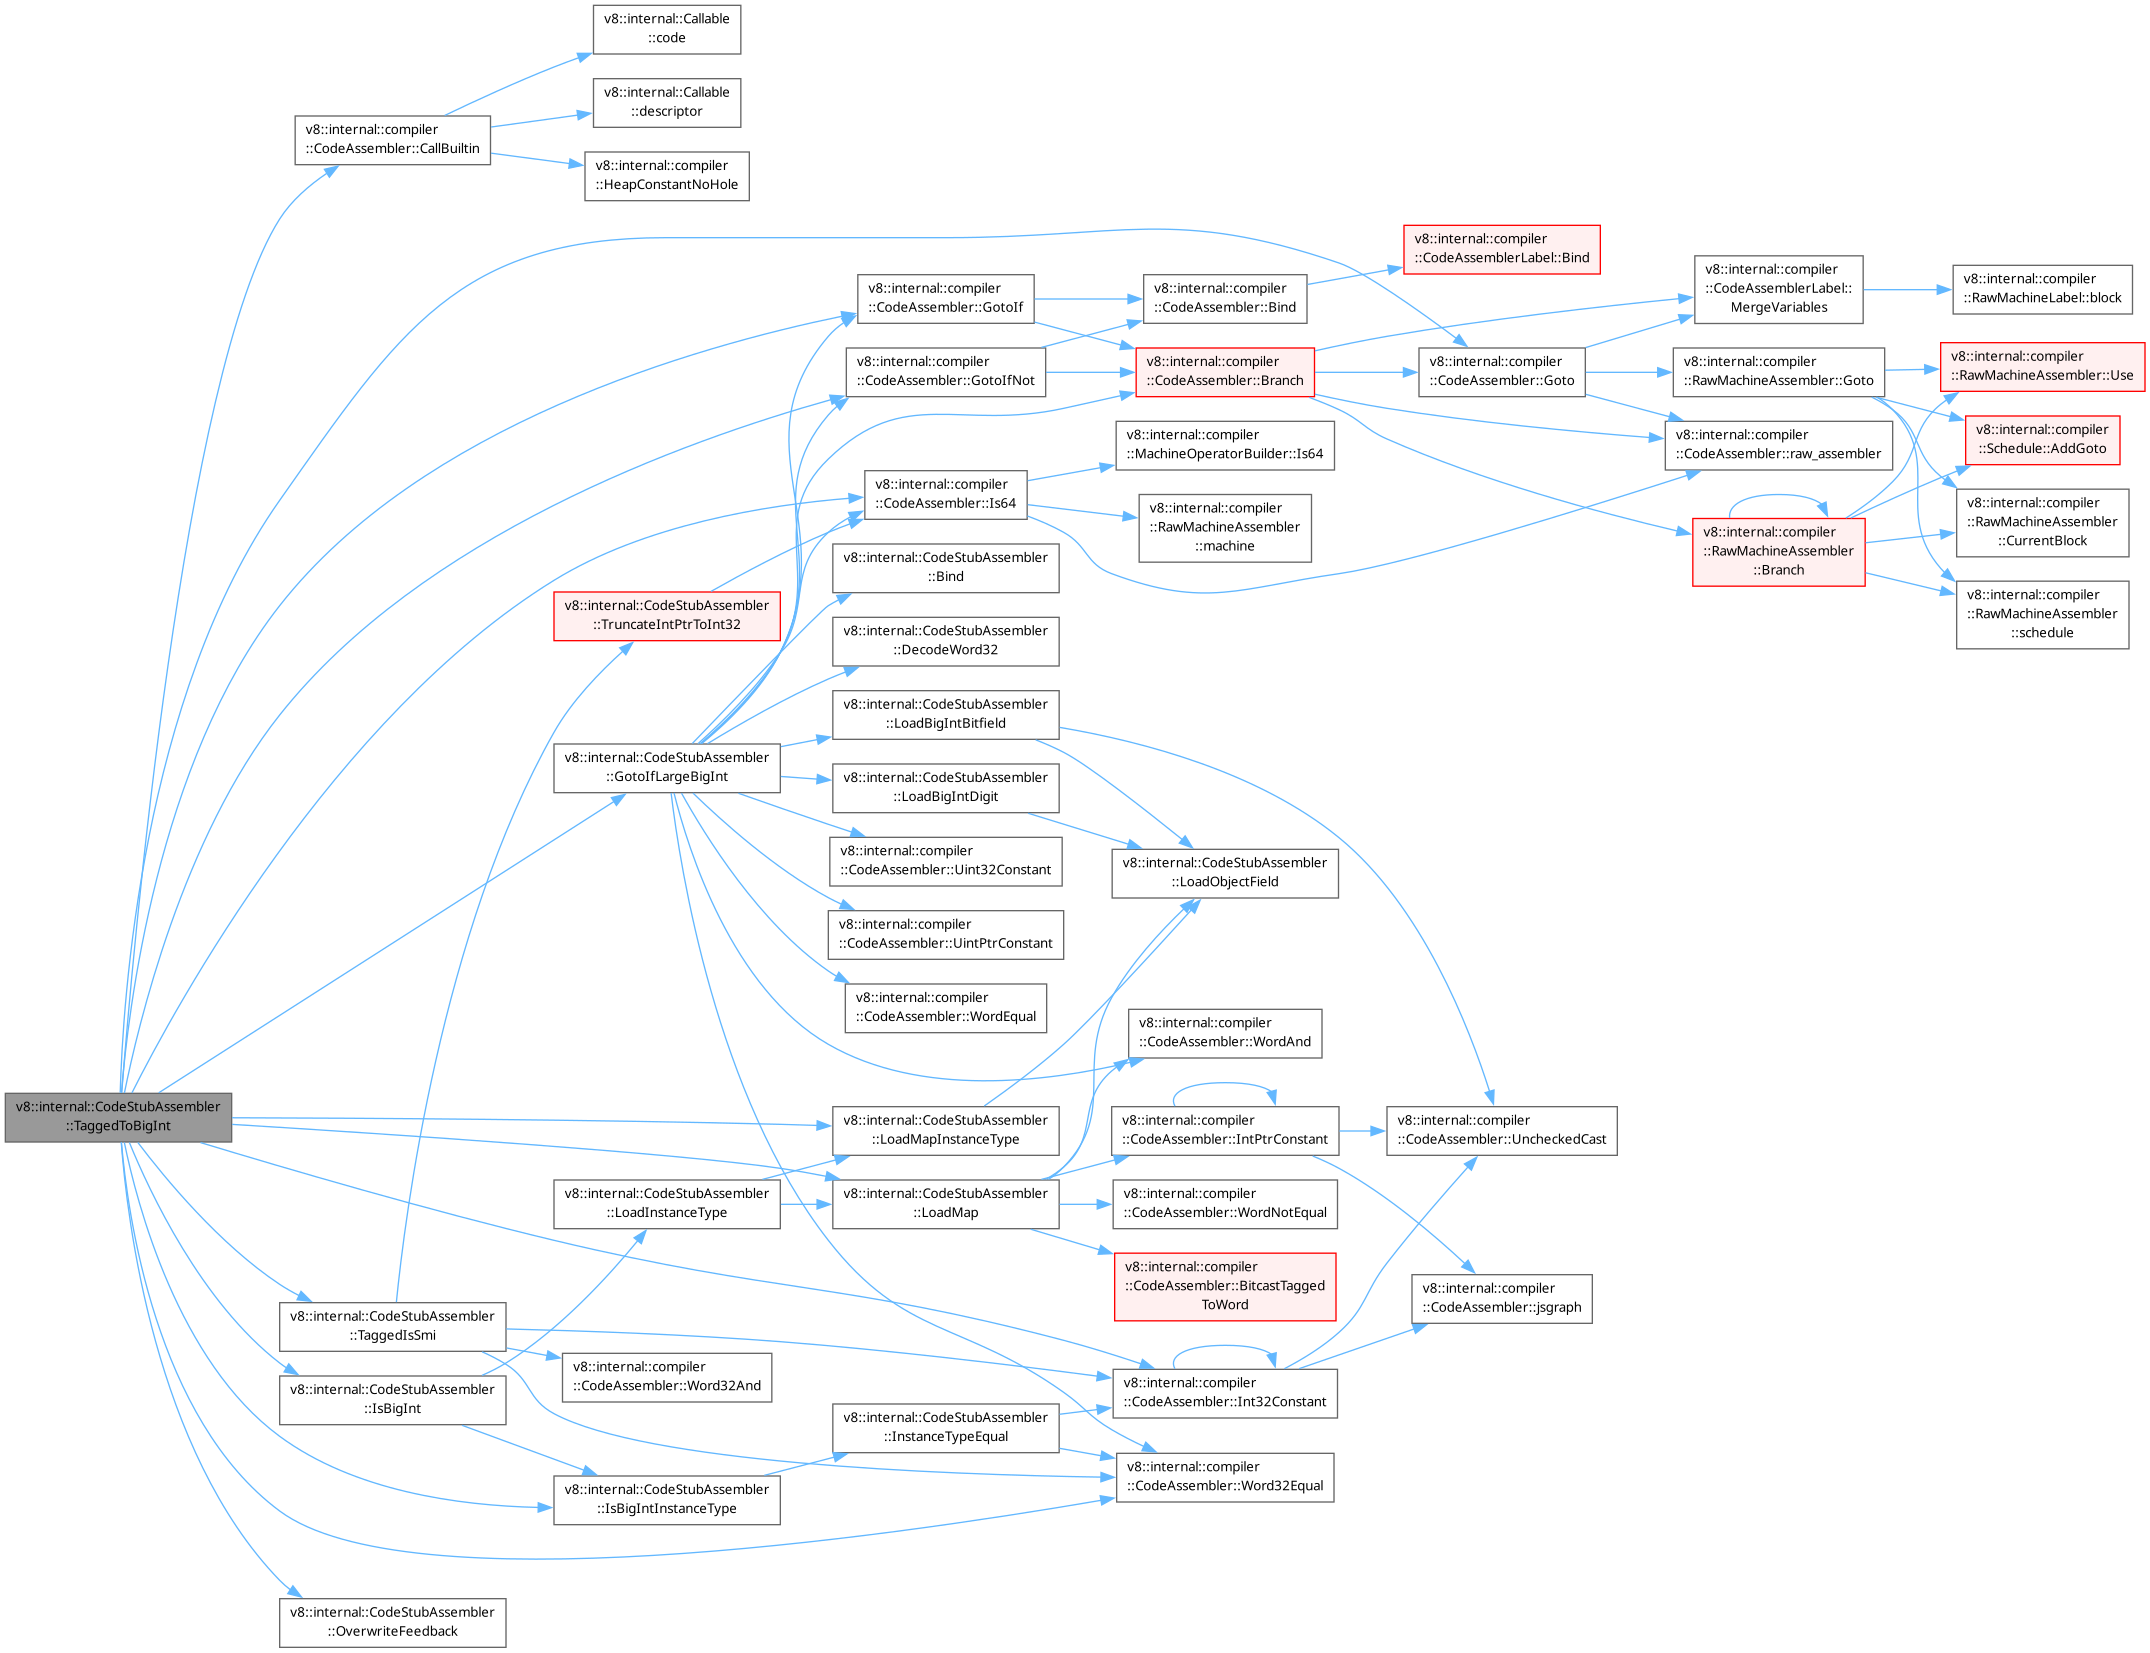 v8::internal::Callable
::code
v8::internal::Callable
::descriptor
v8::internal::compiler
::CodeAssembler::CallBuiltin
v8::internal::compiler
::HeapConstantNoHole
v8::internal::compiler
::CodeAssemblerLabel::Bind
v8::internal::compiler
::CodeAssembler::GotoIf
v8::internal::compiler
::CodeAssembler::Bind
v8::internal::compiler
::CodeAssemblerLabel::
MergeVariables
v8::internal::compiler
::RawMachineLabel::block
v8::internal::compiler
::CodeAssembler::GotoIfNot
v8::internal::compiler
::CodeAssembler::Branch
v8::internal::compiler
::CodeAssembler::Goto
v8::internal::compiler
::RawMachineAssembler::Goto
v8::internal::compiler
::RawMachineAssembler::Use
v8::internal::compiler
::Schedule::AddGoto
v8::internal::compiler
::MachineOperatorBuilder::Is64
v8::internal::compiler
::CodeAssembler::raw_assembler
v8::internal::compiler
::CodeAssembler::Is64
v8::internal::compiler
::RawMachineAssembler
::machine
v8::internal::compiler
::RawMachineAssembler
::CurrentBlock
v8::internal::compiler
::RawMachineAssembler
::Branch
v8::internal::CodeStubAssembler
::Bind
v8::internal::compiler
::RawMachineAssembler
::schedule
v8::internal::CodeStubAssembler
::TruncateIntPtrToInt32
v8::internal::CodeStubAssembler
::DecodeWord32
v8::internal::CodeStubAssembler
::LoadBigIntBitfield
v8::internal::CodeStubAssembler
::GotoIfLargeBigInt
v8::internal::CodeStubAssembler
::LoadBigIntDigit
v8::internal::compiler
::CodeAssembler::Uint32Constant
v8::internal::CodeStubAssembler
::LoadObjectField
v8::internal::compiler
::CodeAssembler::UintPtrConstant
v8::internal::compiler
::CodeAssembler::WordEqual
v8::internal::compiler
::CodeAssembler::WordAnd
v8::internal::CodeStubAssembler
::TaggedToBigInt
v8::internal::CodeStubAssembler
::LoadMapInstanceType
v8::internal::compiler
::CodeAssembler::IntPtrConstant
v8::internal::compiler
::CodeAssembler::UncheckedCast
v8::internal::CodeStubAssembler
::LoadInstanceType
v8::internal::CodeStubAssembler
::LoadMap
v8::internal::compiler
::CodeAssembler::WordNotEqual
v8::internal::compiler
::CodeAssembler::BitcastTagged
ToWord
v8::internal::compiler
::CodeAssembler::jsgraph
v8::internal::CodeStubAssembler
::TaggedIsSmi
v8::internal::compiler
::CodeAssembler::Word32And
v8::internal::compiler
::CodeAssembler::Int32Constant
v8::internal::CodeStubAssembler
::IsBigInt
v8::internal::CodeStubAssembler
::InstanceTypeEqual
v8::internal::compiler
::CodeAssembler::Word32Equal
v8::internal::CodeStubAssembler
::IsBigIntInstanceType
v8::internal::CodeStubAssembler
::OverwriteFeedback